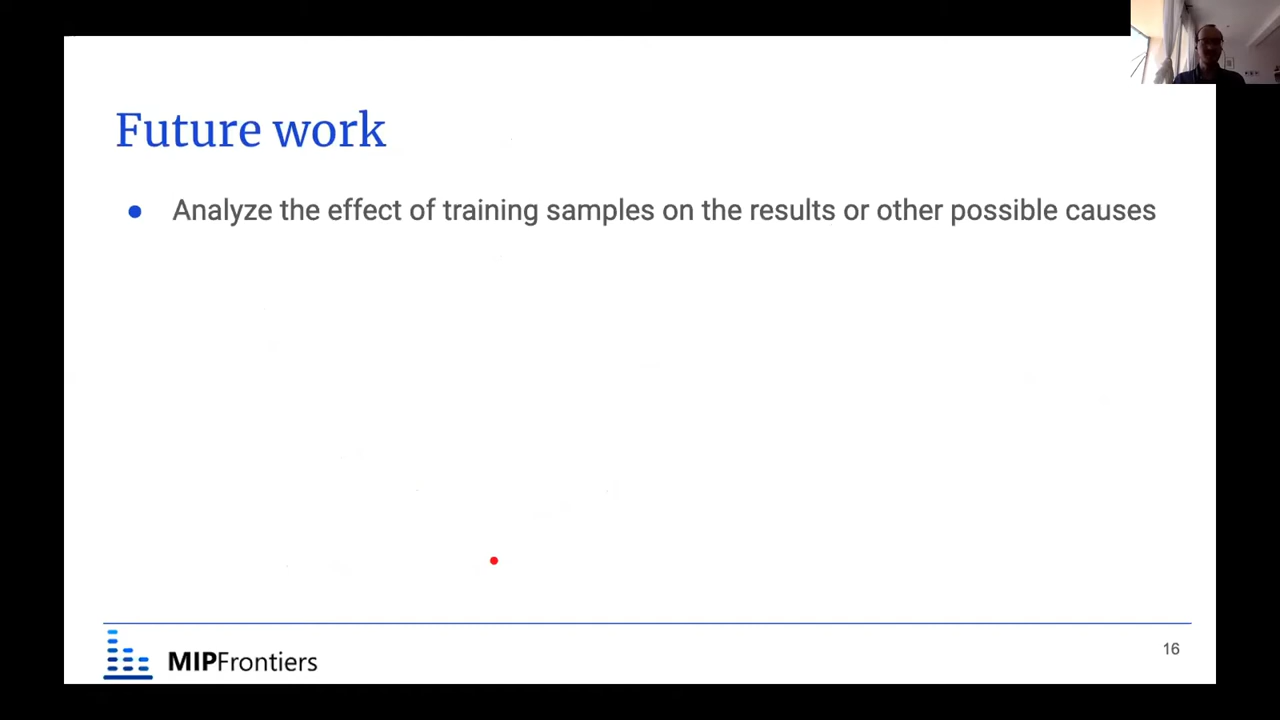 Future work
● Analyze the effect of training samples on the results or other possible causes
MIPFrontiers
16